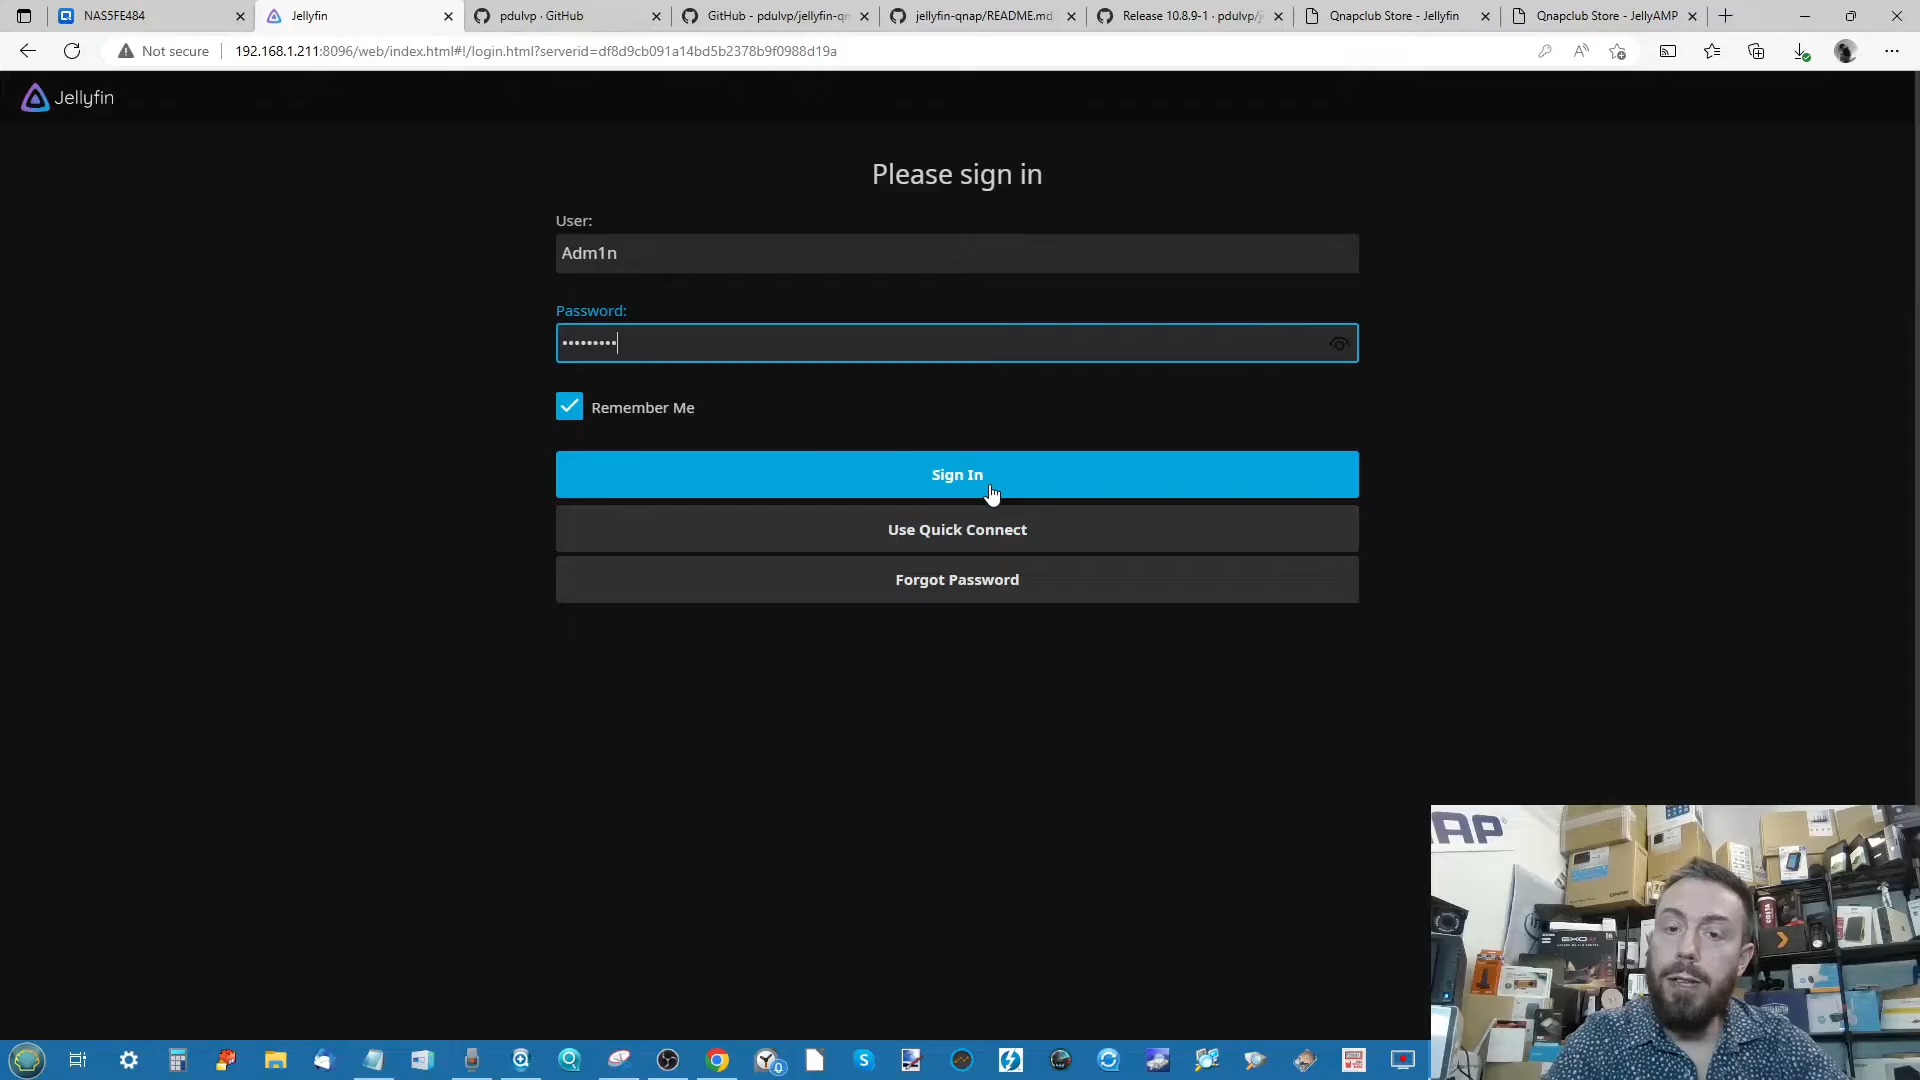 NAS5FE484
Jellyfin
pdulvp · GitHub
GitHub - pdulvp/jellyfin-qn
jellyfin-qnap/README.md
Release 10.8.9-1 · pdulvp/j
Qnapclub Store - Jellyfin
Qnapclub Store - JellyAMP
Not secure
192.168.1.211:8096/web/index.html#!/login.html?serverid=df8d9cb091a14bd5b2378b9f0988d19a
Jellyfin
Please sign in
User:
Adm1n
Password:
•••••••••
Remember Me
Sign In
Use Quick Connect
Forgot Password
AP
COSTA